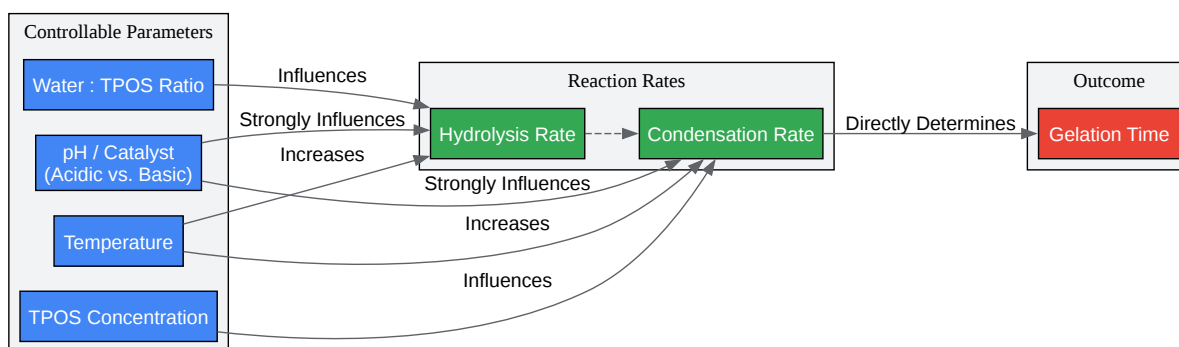 Controllable Parameters
Water : TPOS Ratio
pH / Catalyst
(Acidic vs. Basic)
Temperature
TPOS Concentration
Influences
Strongly Influences
Increases
Strongly Influences
Increases
Influences
Reaction Rates
Hydrolysis Rate
Condensation Rate
Directly Determines
Outcome
Gelation Time